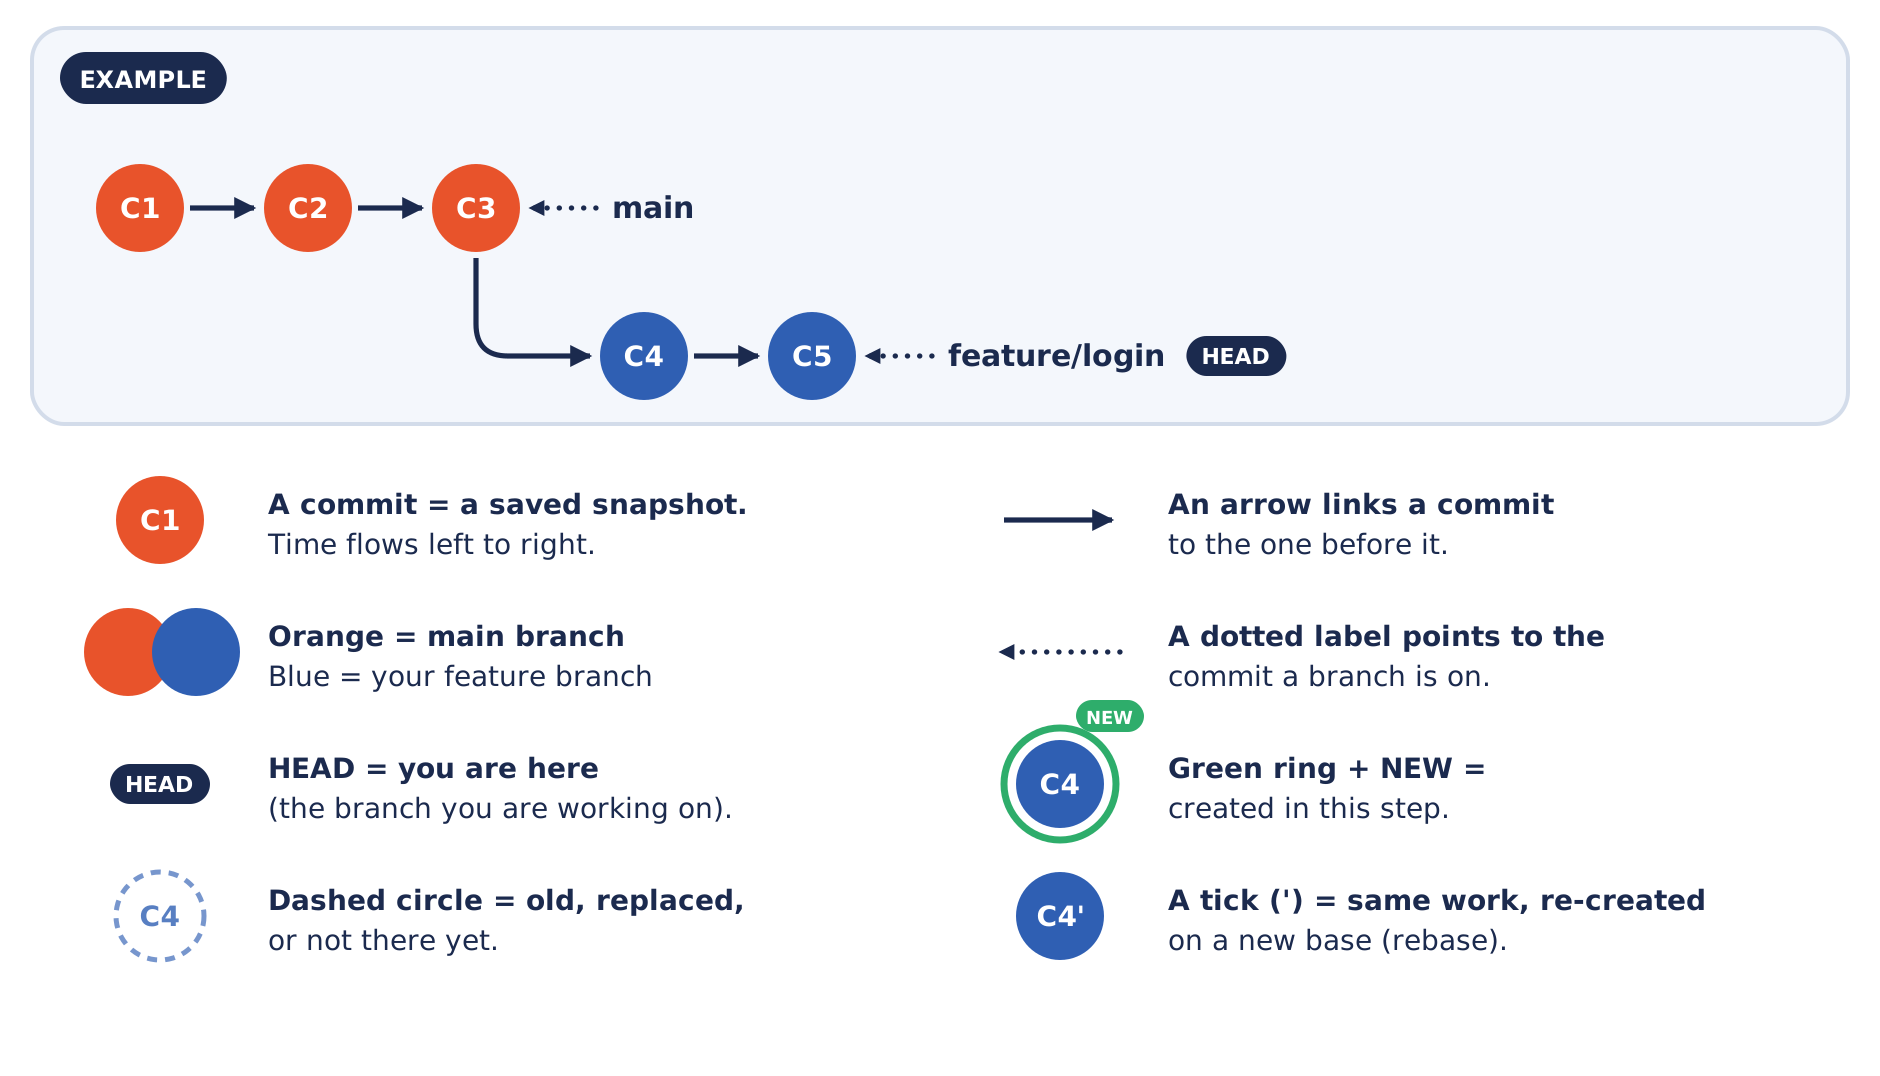 EXAMPLE
C1 C2 C3 main
C4 C5 feature/login HEAD
C1
A commit = a saved snapshot.
Time flows left to right.
An arrow links a commit
to the one before it.
Orange = main branch
Blue = your feature branch
A dotted label points to the
commit a branch is on.
HEAD
HEAD = you are here
(the branch you are working on).
NEW
C4
Green ring + NEW =
created in this step.
C4
Dashed circle = old, replaced,
or not there yet.
C4'
A tick (') = same work, re-created
on a new base (rebase).